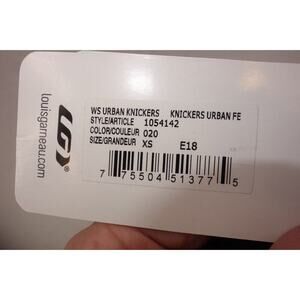 LG
louisgarneau.com
WS URBAN KNICKERS KNICKERS URBAN FE
STYLE/ARTICLE 1054142
COLOR/COULEUR 020
SIZE/GRANDEUR XS E18
7 75504 51377 5